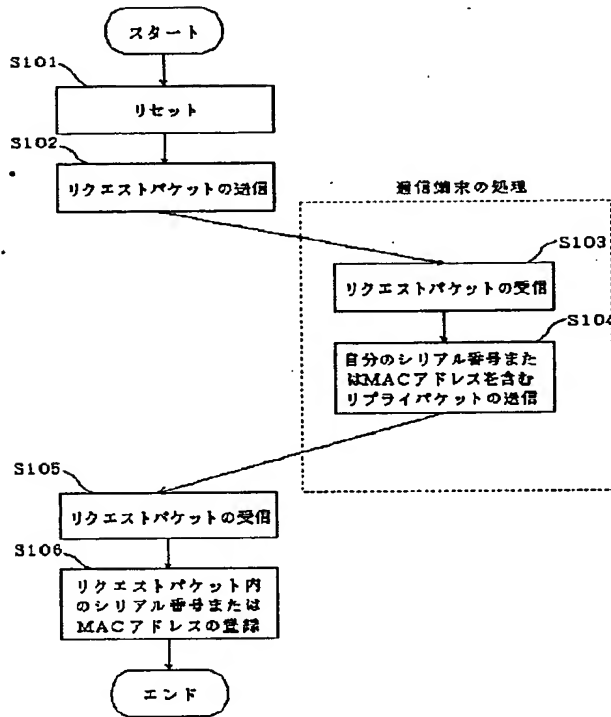 スタート
S101
リセット
S102
リクエストパケットの送信
通信端末の処理
S103
リクエストパケットの受信
S104
自分のシリアル番号また
はMACアドレスを含む
リプライパケットの送信
S105
リクエストパケットの受信
S106
リクエストパケット内
のシリアル番号または
MACアドレスの登録
エンド